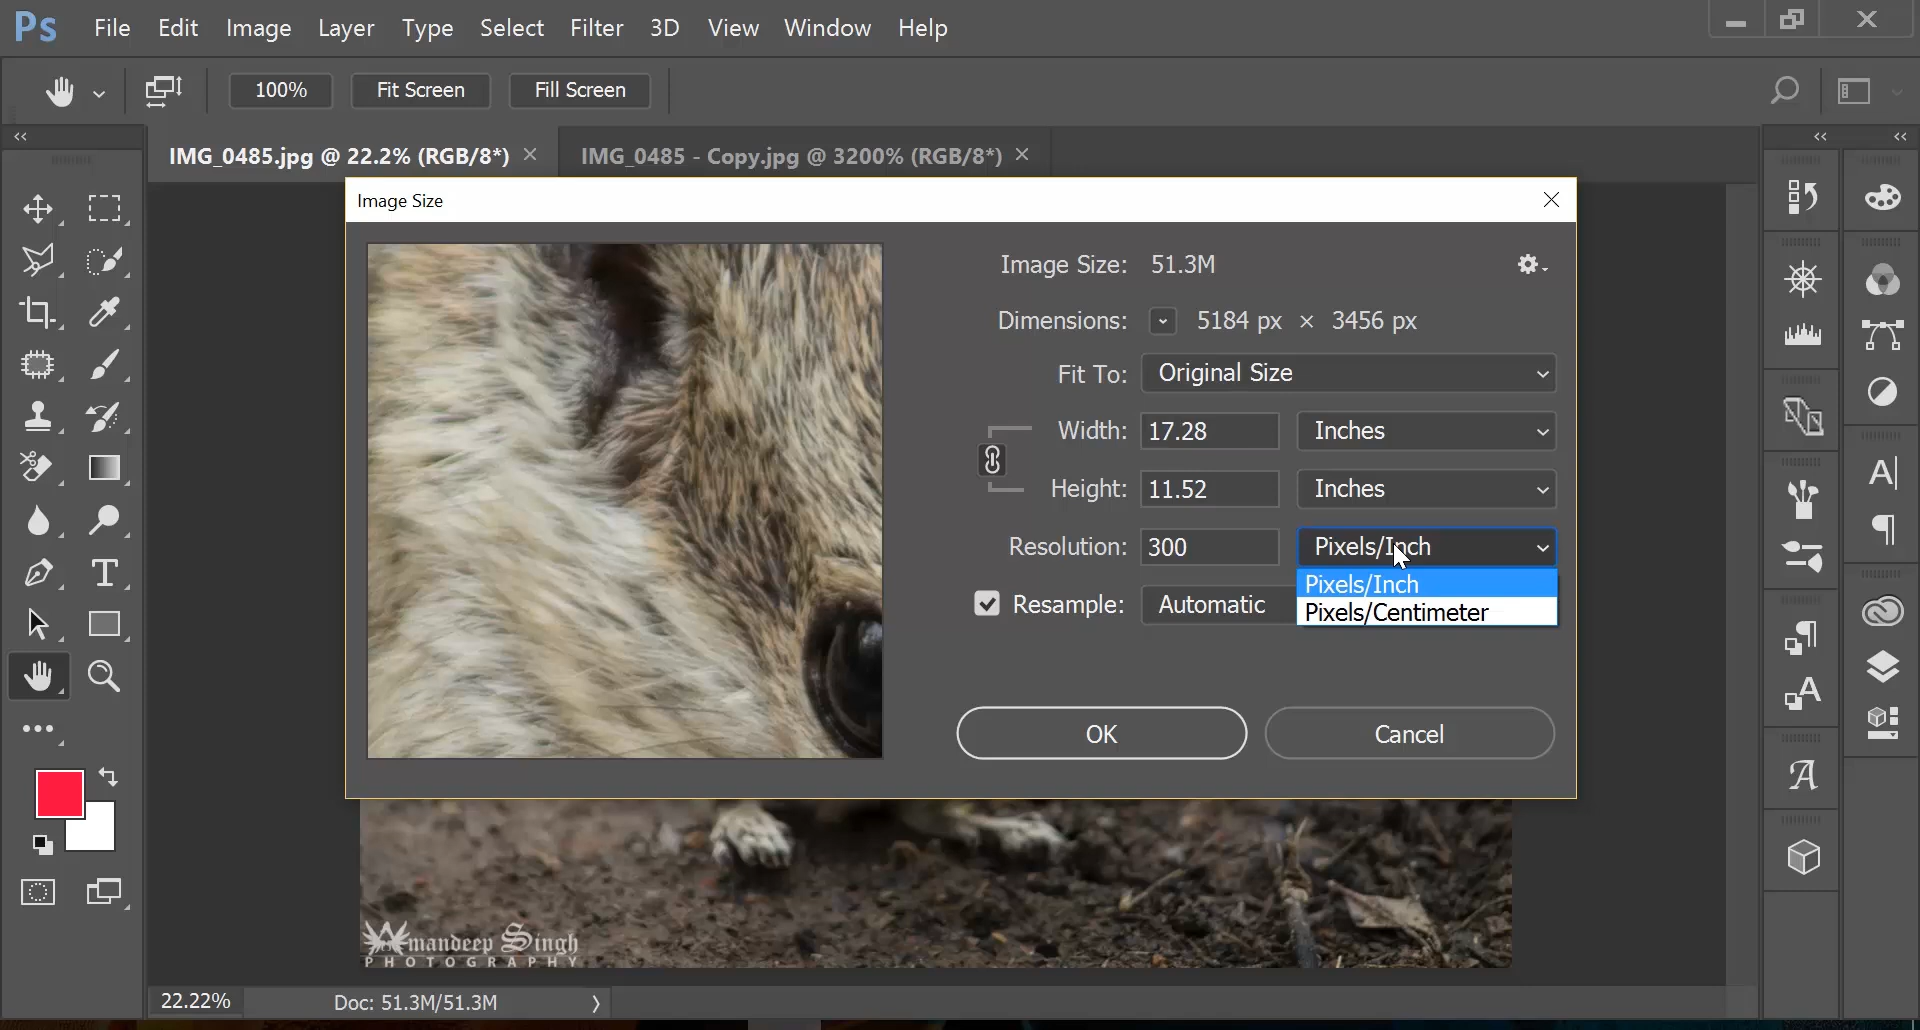 Ps File Edit Image Layer Type Select Filter 3D View Window Help
100% Fit Screen Fill Screen
IMG_0485.jpg @ 22.2% (RGB/8*) IMG_0485 - Copy.jpg @ 3200% (RGB/8*)
Image Size
Image Size: 51.3M
Dimensions: 5184 px × 3456 px
Fit To: Original Size
Width: 17.28 Inches
Height: 11.52 Inches
Resolution: 300 Pixels/Inch
Pixels/Inch
Resample: Automatic
Pixels/Centimeter
OK Cancel
Amandeep Singh
PHOTOGRAPHY
22.22% Doc: 51.3M/51.3M